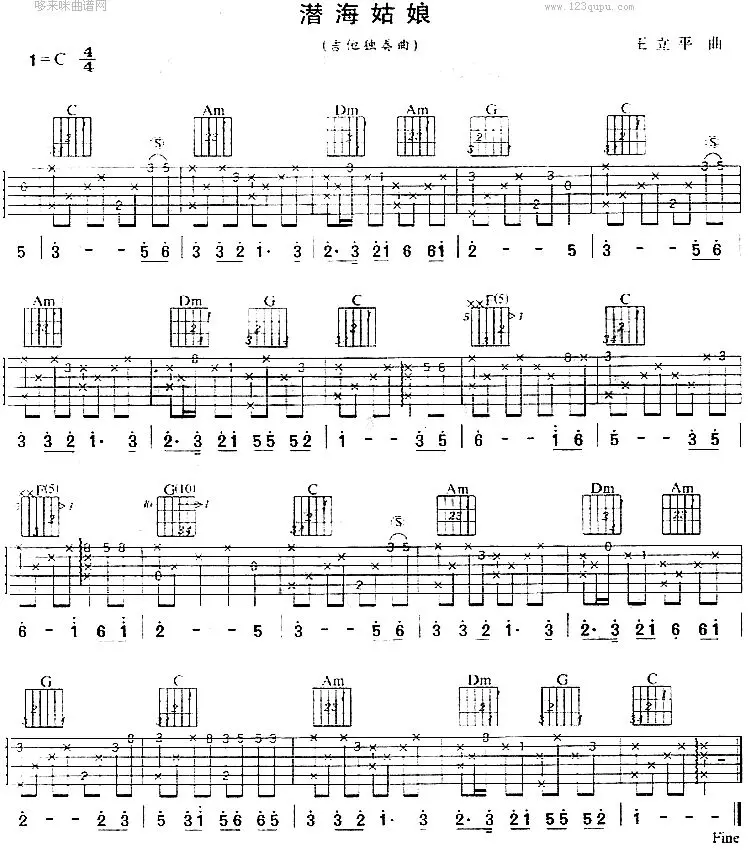 哆来咪曲谱网
www.123qupu.com
潜海姑娘
(吉他独奏曲)
王立平 曲
1=C 4/4
C Am Dm Am G C
5 | 3 - - 5 6 | 3 3 2 1· 3 | 2· 3 2 1 6 6 1 | 2 - - 5 | 3 - - 5 6 |
Am Dm G C F(5) C
3 3 2 1· 3 | 2· 3 2 1 5 5 5 2 | 1 - - 3 5 | 6 - - 1 6 | 5 - - 3 5 |
F(5) G(10) C Am Dm Am
6 - 1 6 1 | 2 - - 5 | 3 - - 5 6 | 3 3 2 1· 3 | 2· 3 2 1 6 6 1 |
G C Am Dm G C
2 - - 2 3 | 5 3 1 5 6 5 | 3 3 2 1· 3 | 2· 3 2 1 5 5 5 2 | 1 - - - ||
Fine